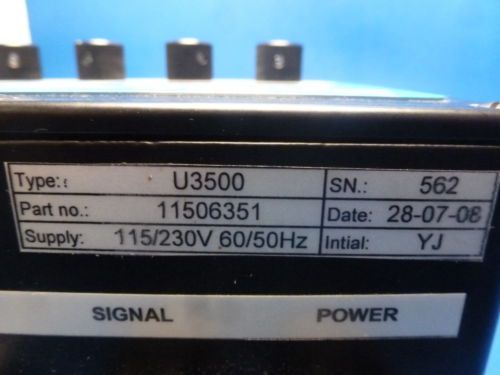 Type: U3500 SN.: 562
Part no.: 11506351 Date: 28-07-08
Supply: 115/230V 60/50Hz Intial: YJ
SIGNAL POWER